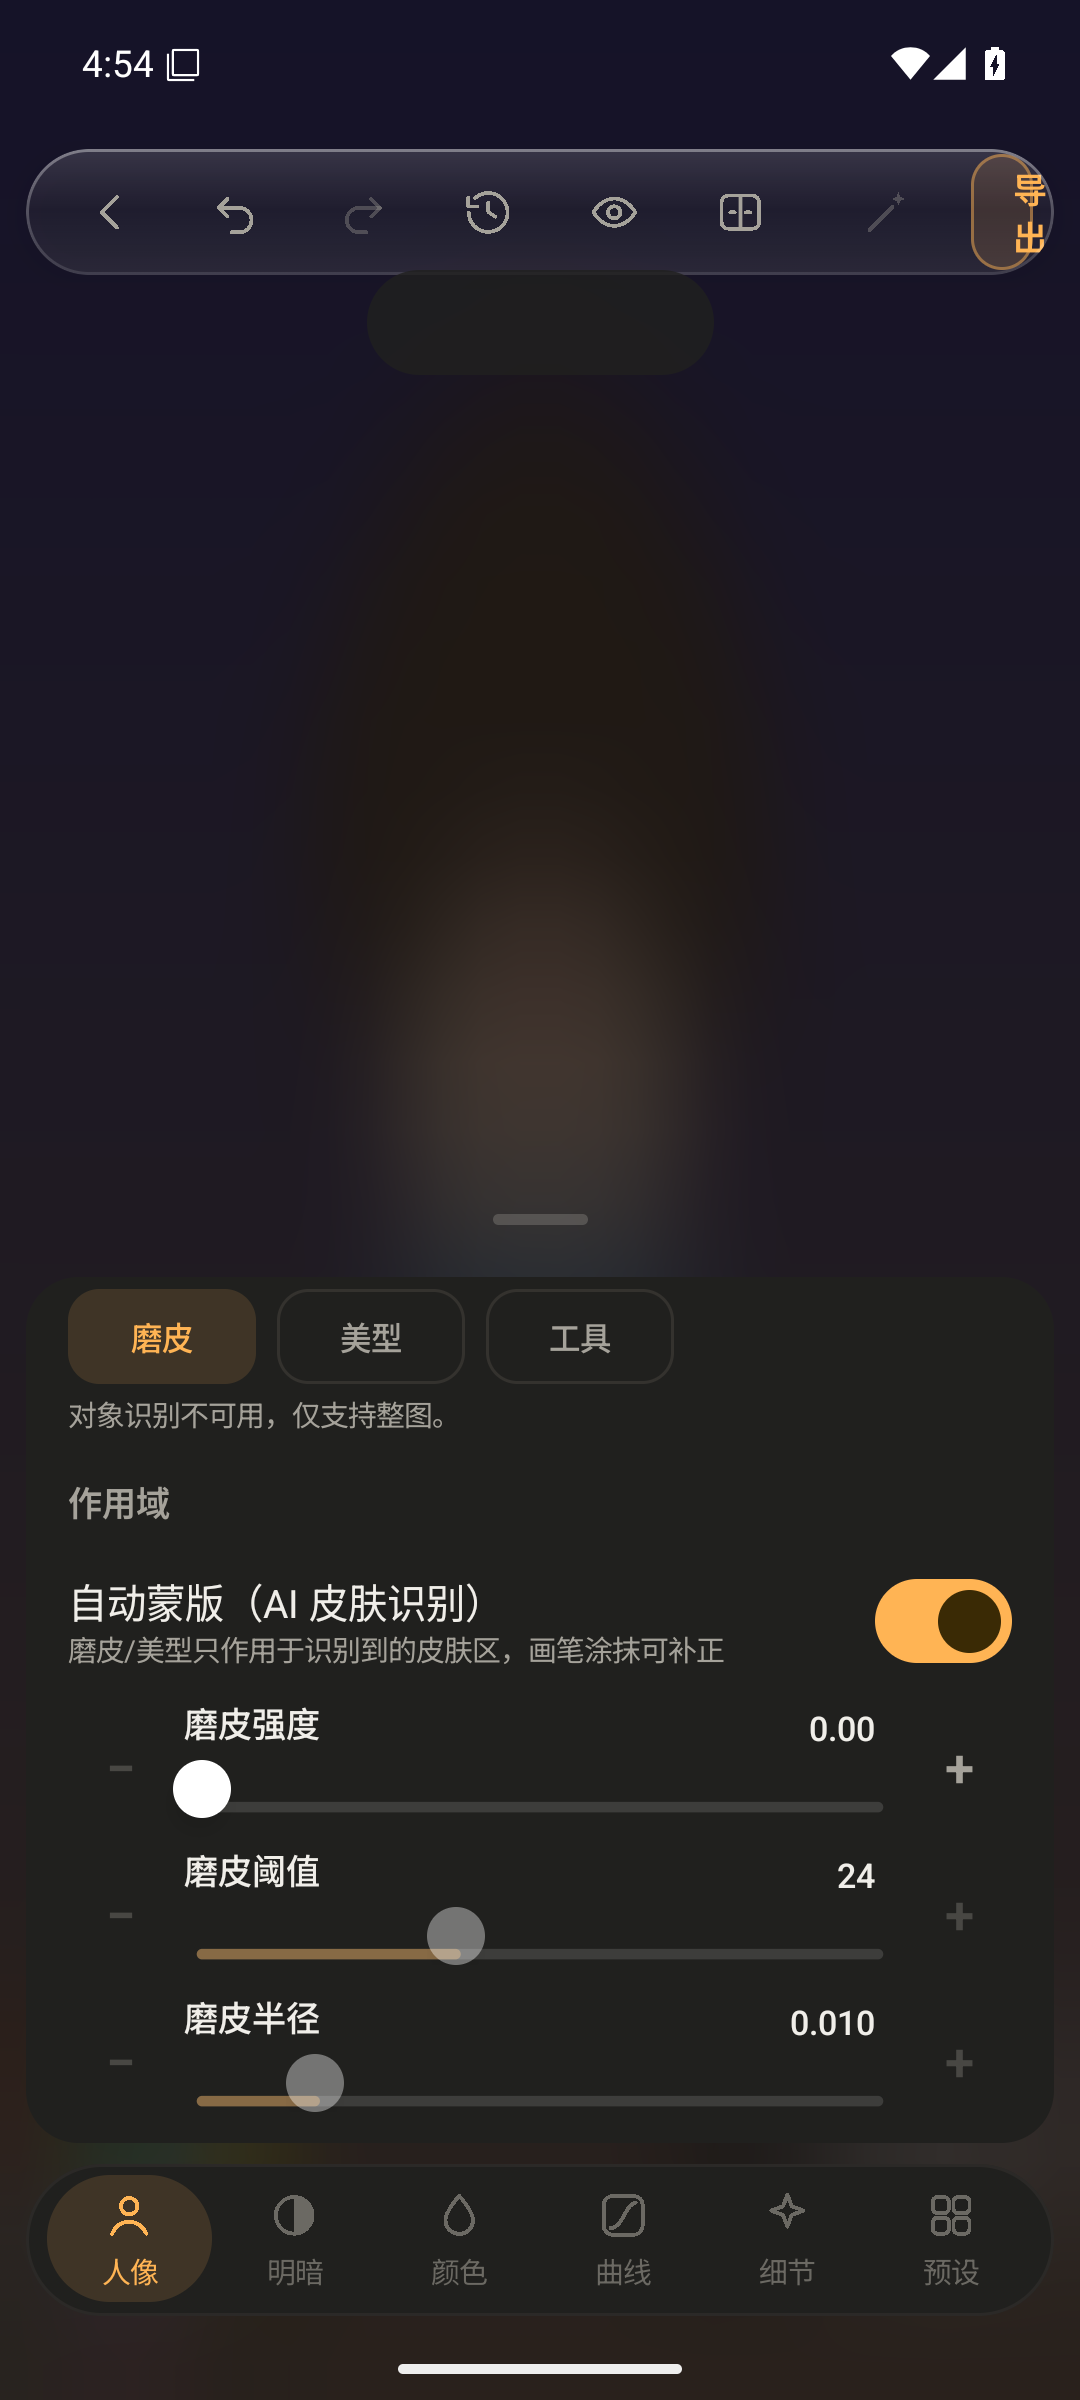 4:54
导
出
磨皮
美型
工具
对象识别不可用，仅支持整图。
作用域
自动蒙版（AI 皮肤识别）
磨皮/美型只作用于识别到的皮肤区，画笔涂抹可补正
磨皮强度
0.00
磨皮阈值
24
磨皮半径
0.010
人像
明暗
颜色
曲线
细节
预设